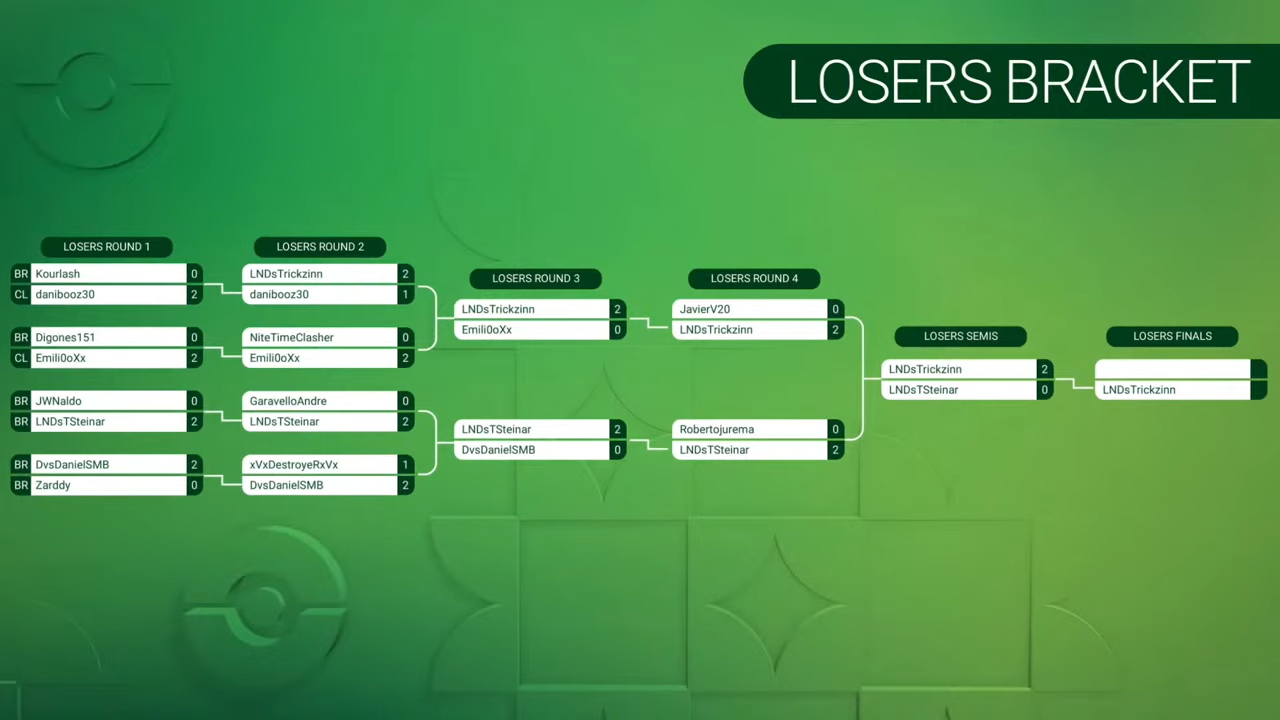 LOSERS BRACKET
LOSERS ROUND 1
BR Kourlash 0
CL danibooz30 2
BR Digones151 0
CL Emili0oXx 2
BR JWNaldo 0
BR LNDsTSteinar 2
BR DvsDanielSMB 2
BR Zarddy 0
LOSERS ROUND 2
LNDsTrickzinn 2
danibooz30 1
NiteTimeClasher 0
Emili0oXx 2
GaravelloAndre 0
LNDsTSteinar 2
xVxDestroyeRxVx 1
DvsDanielSMB 2
LOSERS ROUND 3
LNDsTrickzinn 2
Emili0oXx 0
LNDsTSteinar 2
DvsDanielSMB 0
LOSERS ROUND 4
JavierV20 0
LNDsTrickzinn 2
Robertojurema 0
LNDsTSteinar 2
LOSERS SEMIS
LNDsTrickzinn 2
LNDsTSteinar 0
LOSERS FINALS
LNDsTrickzinn